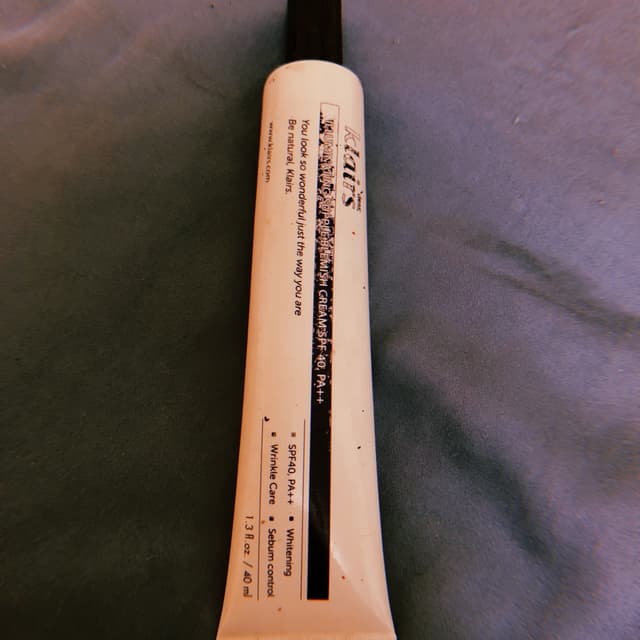 Klairs
BLEMISH CREAM SPF 40, PA++
You look so wonderful just the way you are
Be natural, Klairs.
www.klairs.com
▪ SPF40, PA++ ▪ Whitening
▪ Wrinkle Care ▪ Sebum control
1.3 fl oz. / 40 ml